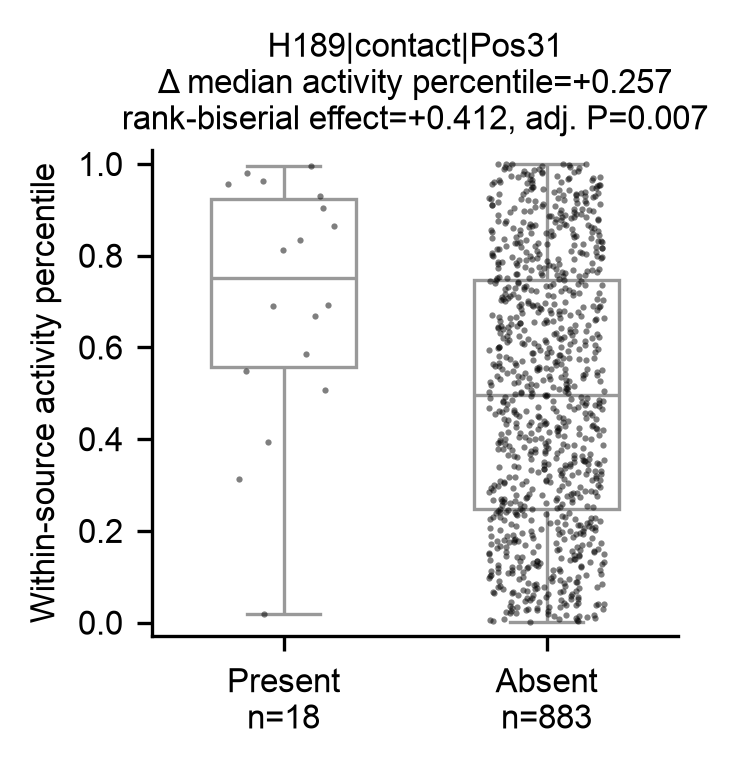 H189|contact|Pos31
Δ median activity percentile=+0.257
rank-biserial effect=+0.412, adj. P=0.007
Within-source activity percentile
1.0
0.8
0.6
0.4
0.2
0.0
Present
n=18
Absent
n=883